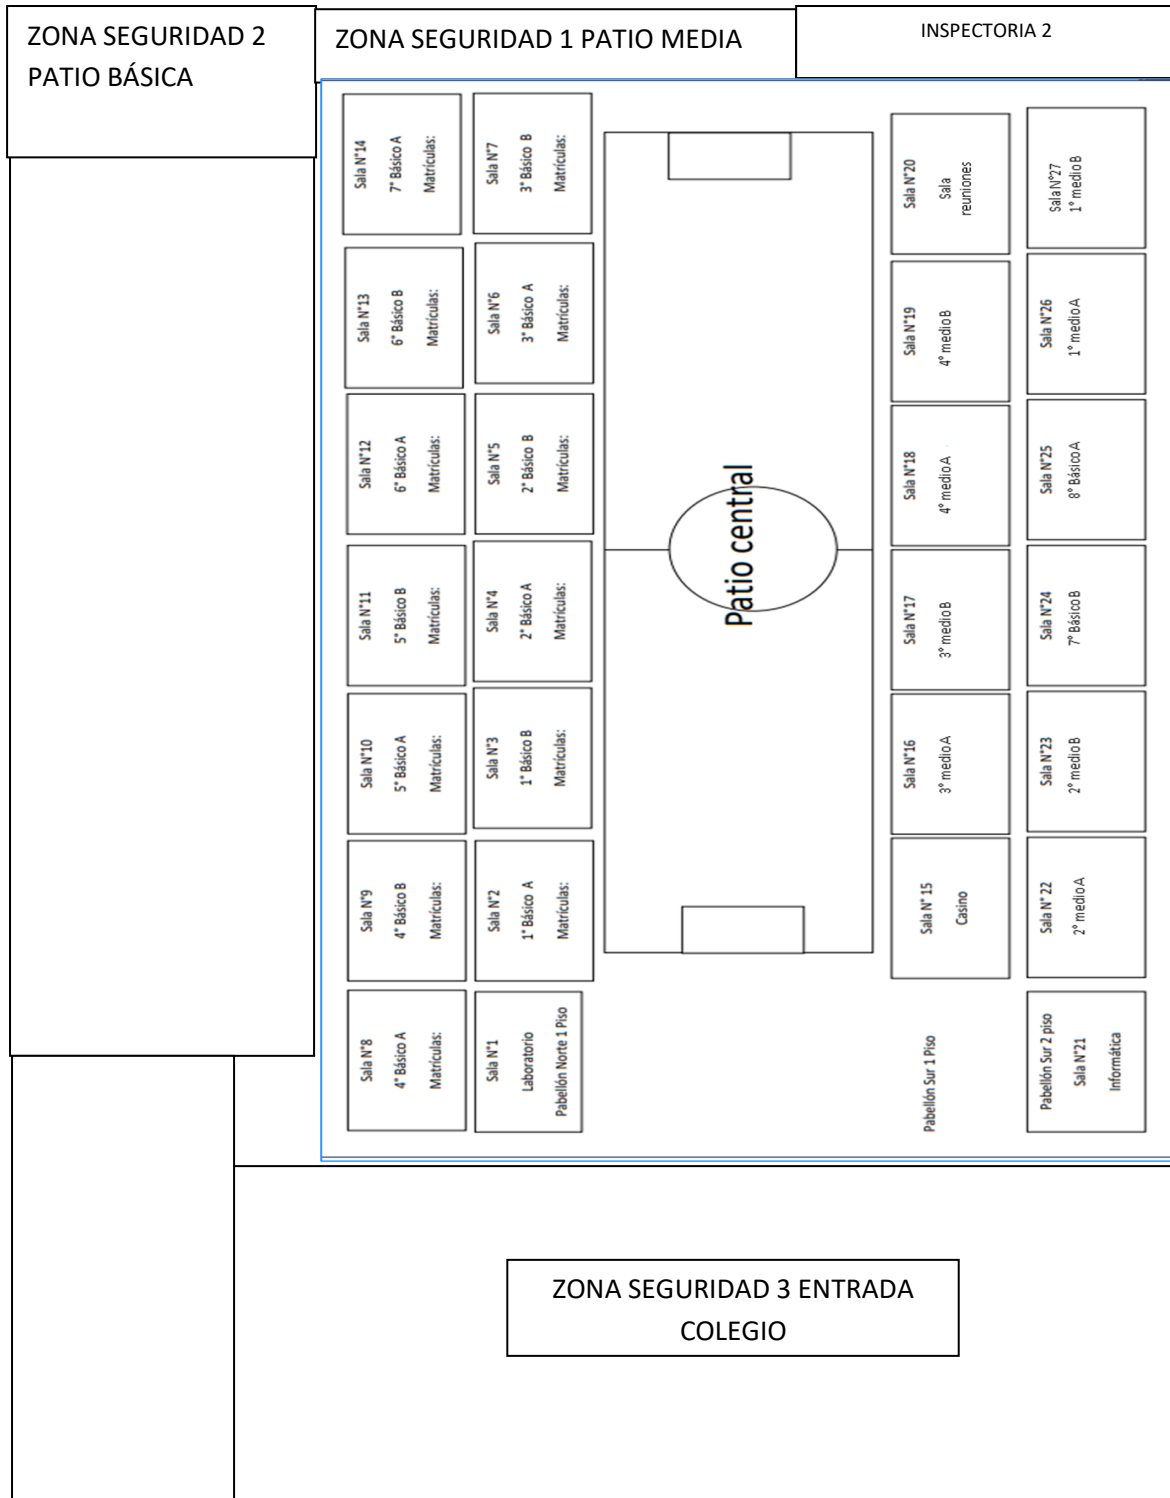 ZONA SEGURIDAD 2
PATIO BÁSICA
ZONA SEGURIDAD 1 PATIO MEDIA
INSPECTORIA 2
Sala N°14
7° Básico A
Matrículas:
Sala N°7
3° Básico B
Matrículas:
Sala N°20
Sala
reuniones
Sala N°27
1° medio B
Sala N°13
6° Básico B
Matrículas:
Sala N°6
3° Básico A
Matrículas:
Sala N°19
4° medio B
Sala N°26
1° medio A
Sala N°12
6° Básico A
Matrículas:
Sala N°5
2° Básico B
Matrículas:
Patio central
Sala N°18
4° medio A
Sala N°25
8° Básico A
Sala N°11
5° Básico B
Matrículas:
Sala N°4
2° Básico A
Matrículas:
Sala N°17
3° medio B
Sala N°24
7° Básico B
Sala N°10
5° Básico A
Matrículas:
Sala N°3
1° Básico B
Matrículas:
Sala N°16
3° medio A
Sala N°23
2° medio B
Sala N°9
4° Básico B
Matrículas:
Sala N°2
1° Básico A
Matrículas:
Sala N° 15
Casino
Sala N° 22
2° medio A
Sala N°8
4° Básico A
Matrículas:
Sala N°1
Laboratorio
Pabellón Norte 1 Piso
Pabellón Sur 1 Piso
Pabellón Sur 2 piso
Sala N°21
Informática
ZONA SEGURIDAD 3 ENTRADA
COLEGIO